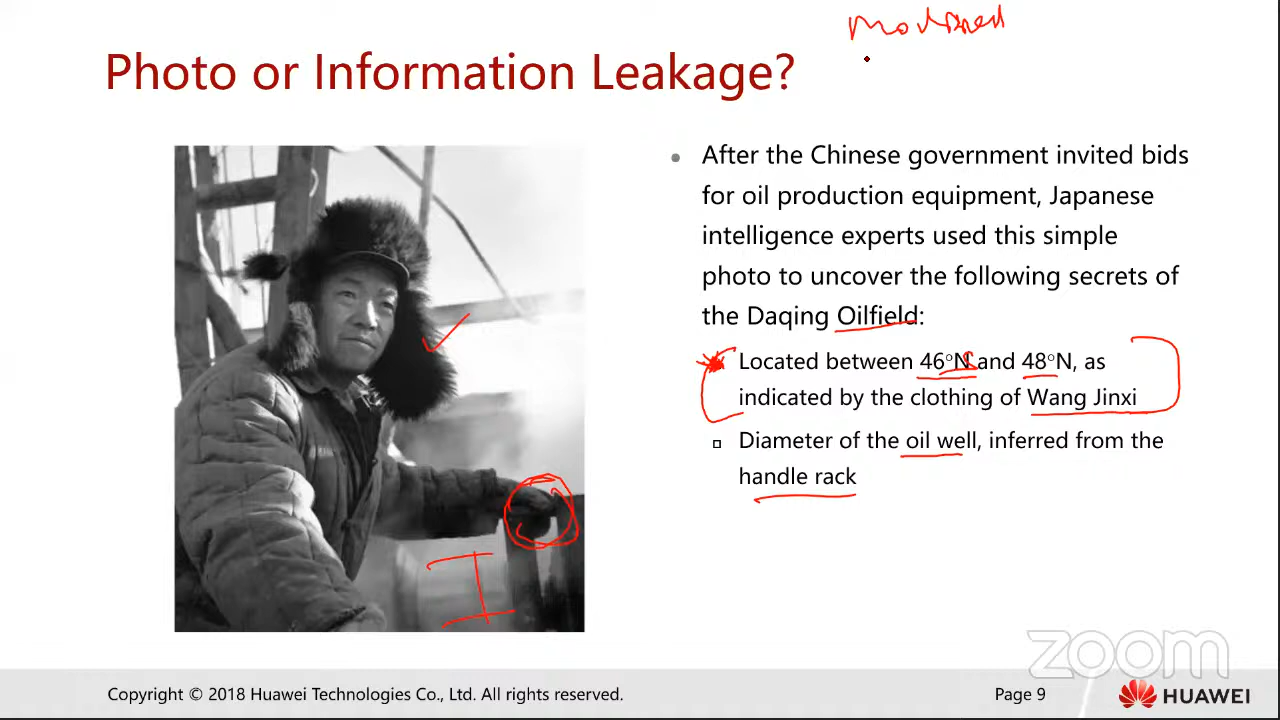 Photo or Information Leakage?
After the Chinese government invited bids
for oil production equipment, Japanese
intelligence experts used this simple
photo to uncover the following secrets of
the Daqing Oilfield:
Located between 46°N and 48°N, as
indicated by the clothing of Wang Jinxi
Diameter of the oil well, inferred from the
handle rack
zoom
Copyright © 2018 Huawei Technologies Co., Ltd. All rights reserved.
Page 9
HUAWEI